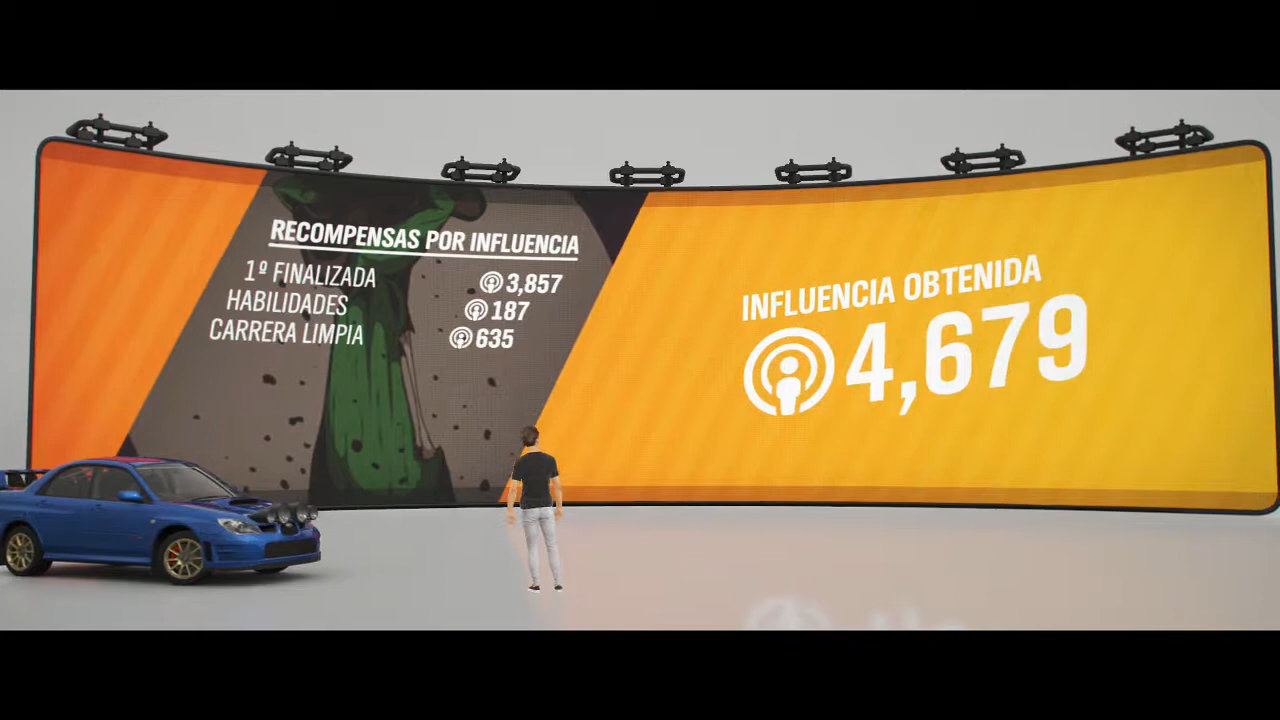 RECOMPENSAS POR INFLUENCIA
1º FINALIZADA 3,857
HABILIDADES 187
CARRERA LIMPIA 635
INFLUENCIA OBTENIDA
4,679